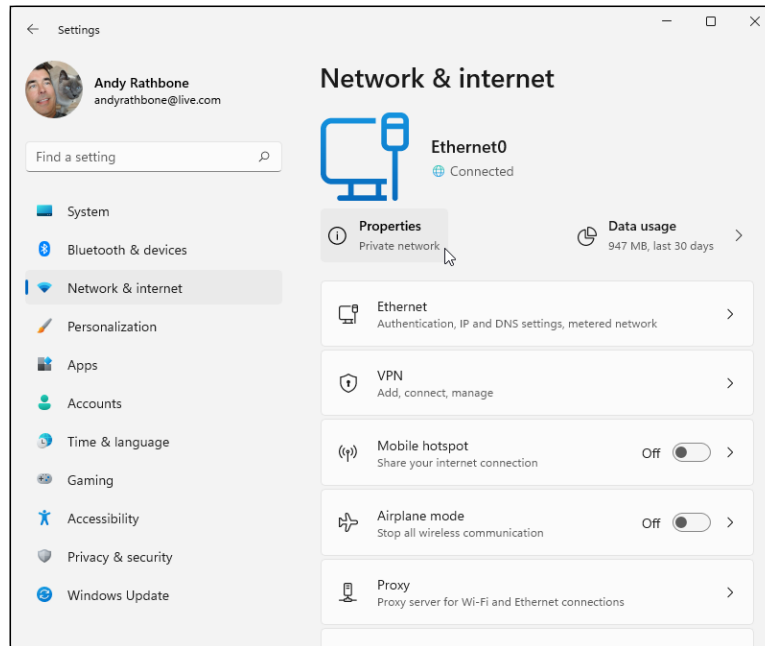 Settings
Andy Rathbone
andyrathbone@live.com
Find a setting
System
Bluetooth & devices
Network & internet
Personalization
Apps
Accounts
Time & language
Gaming
Accessibility
Privacy & security
Windows Update
Network & internet
Ethernet0
Connected
Properties
Private network
Data usage
947 MB, last 30 days
Ethernet
Authentication, IP and DNS settings, metered network
VPN
Add, connect, manage
Mobile hotspot
Share your internet connection
Off
Airplane mode
Stop all wireless communication
Off
Proxy
Proxy server for Wi-Fi and Ethernet connections